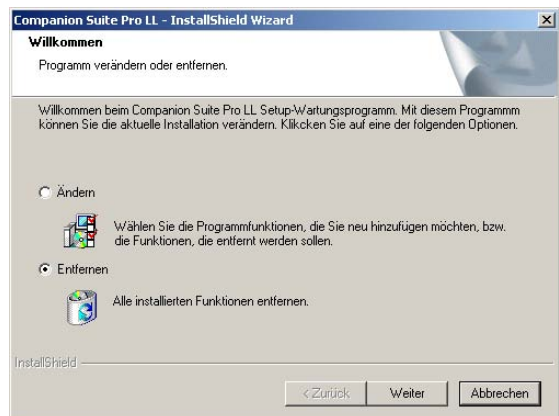 Companion Suite Pro LL - InstallShield Wizard
Willkommen
Programm verändern oder entfernen.
Willkommen beim Companion Suite Pro LL Setup-Wartungsprogramm. Mit diesem Programmm
können Sie die aktuelle Installation verändern. Klikcken Sie auf eine der folgenden Optionen.
Ändern
Wählen Sie die Programmfunktionen, die Sie neu hinzufügen möchten, bzw.
die Funktionen, die entfernt werden sollen.
Entfernen
Alle installierten Funktionen entfernen.
InstallShield
< Zurück
Weiter
Abbrechen